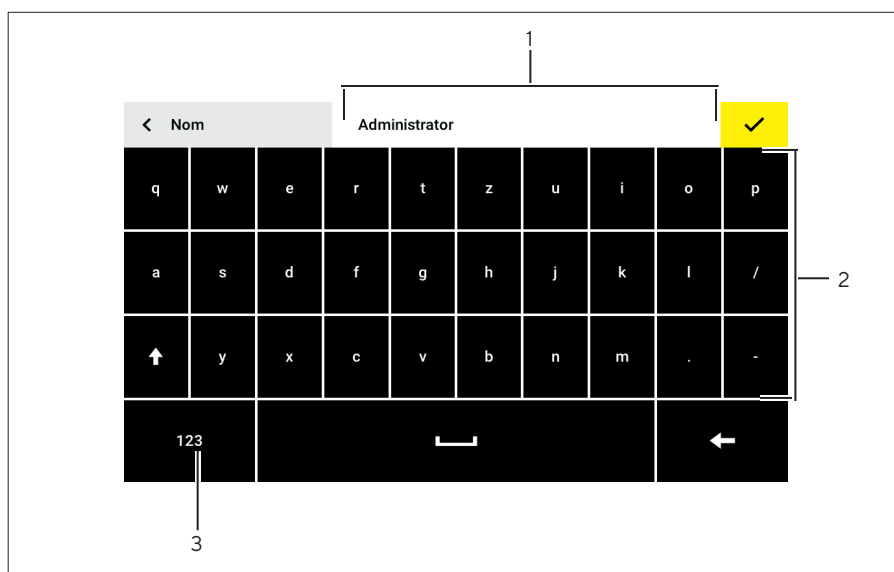 1
Nom Administrator
q w e r t z u i o p
a s d f g h j k l /
2
y x c v b n m . -
123
3